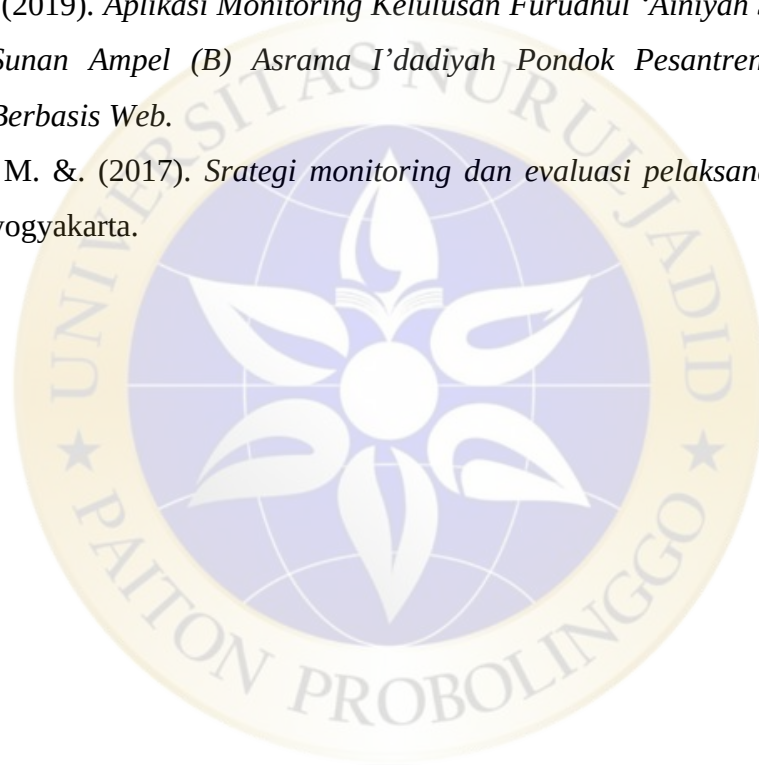 (2019). Aplikasi Monitoring Kelulusan Furudhul ‘Ainiyah
Sunan Ampel (B) Asrama I’dadiyah Pondok Pesantren
Berbasis Web.
M. &. (2017). Srategi monitoring dan evaluasi
yogyakarta.
UNIVERSITAS NURUL JADID
PAITON PROBOLINGGO